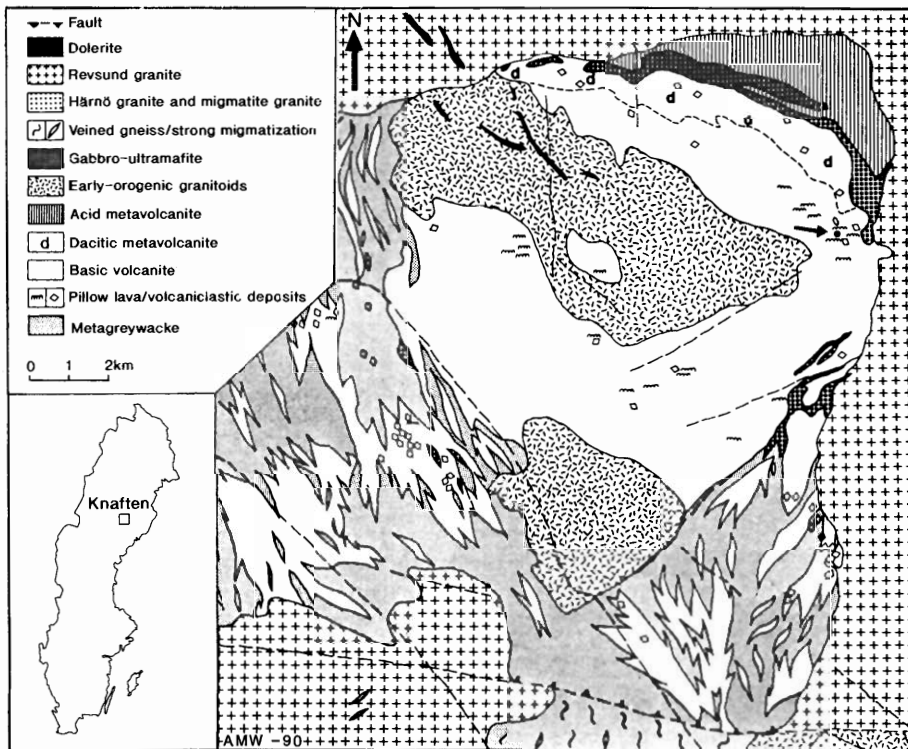 Fault
Dolerite
Revsund granite
Härnö granite and migmatite granite
Veined gneiss/strong migmatization
Gabbro-ultramafite
Early-orogenic granitoids
Acid metavolcanite
d Dacitic metavolcanite
Basic volcanite
Pillow lava/volcaniclastic deposits
Metagreywacke
0 1 2km
N
d
d
d
d
Knaften
AMW -90